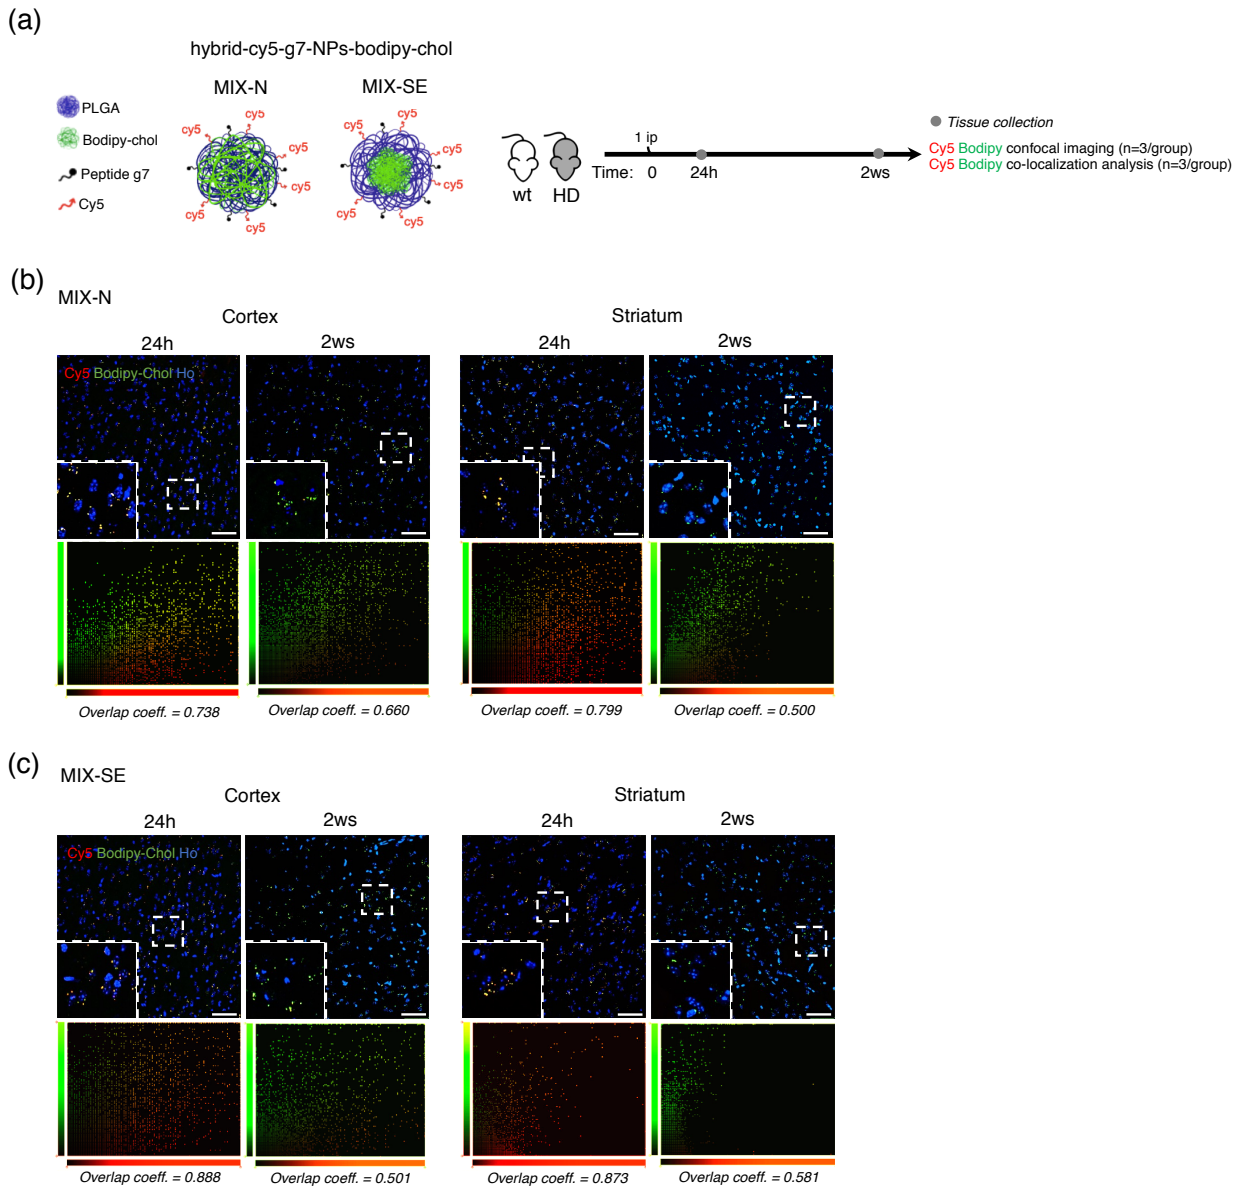 (a)
hybrid-cy5-g7-NPs-bodipy-chol
MIX-N
MIX-SE
PLGA
Bodipy-chol
Peptide g7
Cy5
cy5
cy5
cy5
cy5
cy5
cy5
cy5
cy5
cy5
cy5
cy5
cy5
cy5
cy5
wt
HD
1 ip
Time: 0 24h 2ws
Tissue collection
Cy5 Bodipy confocal imaging (n=3/group)
Cy5 Bodipy co-localization analysis (n=3/group)
(b)
MIX-N
Cortex
Striatum
24h
2ws
24h
2ws
Cy5 Bodipy-Chol Ho
Overlap coeff. = 0.738
Overlap coeff. = 0.660
Overlap coeff. = 0.799
Overlap coeff. = 0.500
(c)
MIX-SE
Cortex
Striatum
24h
2ws
24h
2ws
Cy5 Bodipy-Chol Ho
Overlap coeff. = 0.888
Overlap coeff. = 0.501
Overlap coeff. = 0.873
Overlap coeff. = 0.581